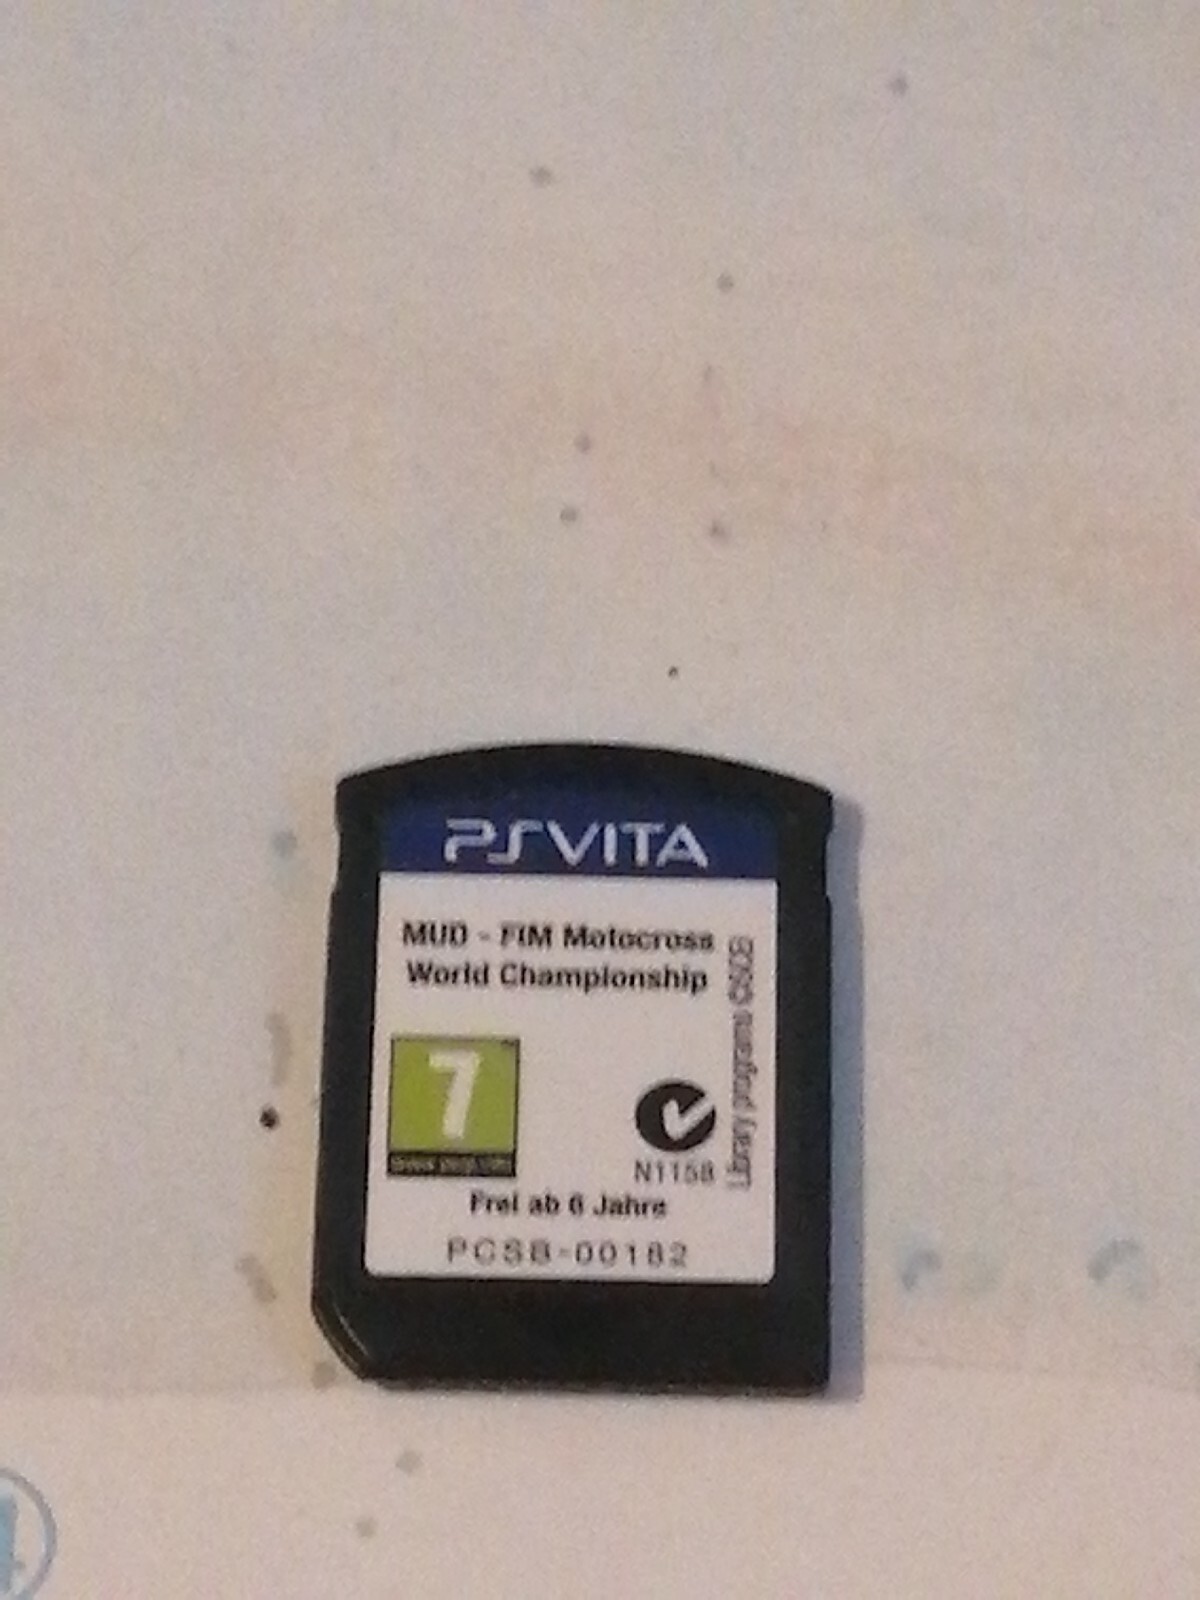 PSVITA
MUD - FIM Motocross
World Championship
7
N1158
Frei ab 6 Jahre
PCSB-00182
Library programs ©SCE